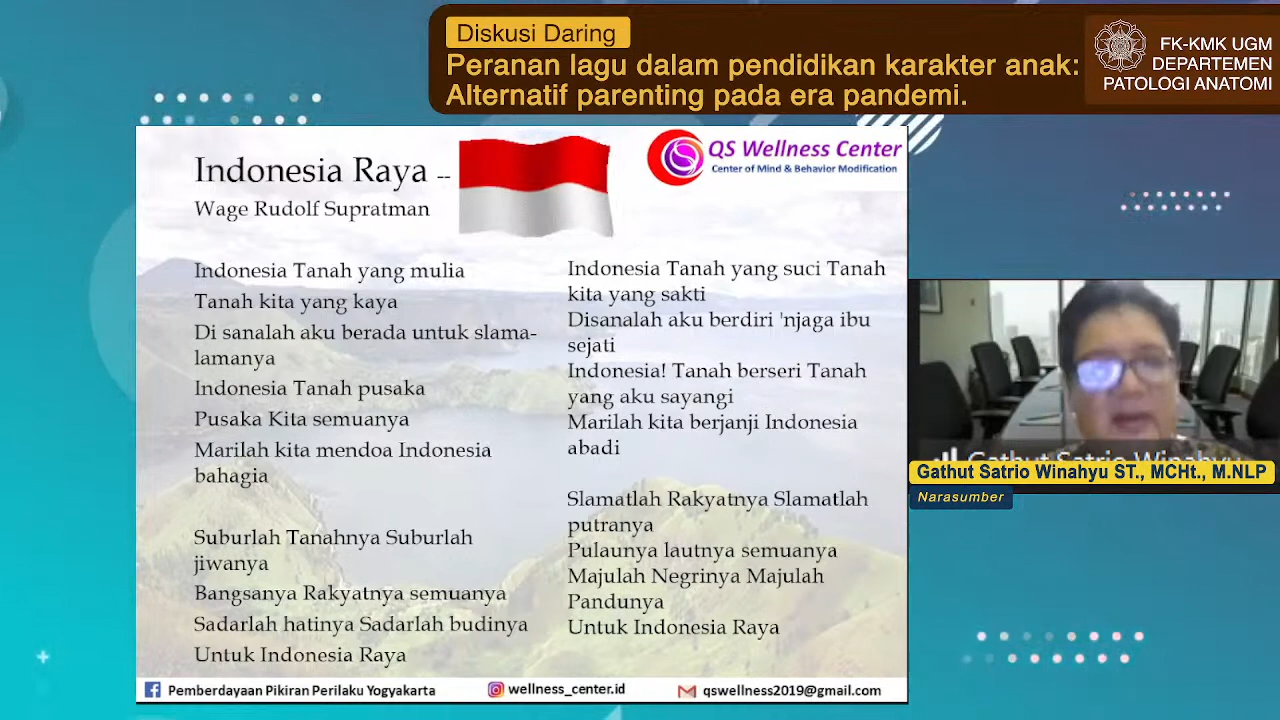 Diskusi Daring
Peranan lagu dalam pendidikan karakter anak:
Alternatif parenting pada era pandemi.
FK-KMK UGM
DEPARTEMEN
PATOLOGI ANATOMI
Indonesia Raya --
Wage Rudolf Supratman
QS Wellness Center
Center of Mind & Behavior Modification
Indonesia Tanah yang mulia
Tanah kita yang kaya
Di sanalah aku berada untuk slama-
lamanya
Indonesia Tanah pusaka
Pusaka Kita semuanya
Marilah kita mendoa Indonesia
bahagia
Suburlah Tanahnya Suburlah
jiwanya
Bangsanya Rakyatnya semuanya
Sadarlah hatinya Sadarlah budinya
Untuk Indonesia Raya
Indonesia Tanah yang suci Tanah
kita yang sakti
Disanalah aku berdiri 'njaga ibu
sejati
Indonesia! Tanah berseri Tanah
yang aku sayangi
Marilah kita berjanji Indonesia
abadi
Slamatlah Rakyatnya Slamatlah
putranya
Pulaunya lautnya semuanya
Majulah Negrinya Majulah
Pandunya
Untuk Indonesia Raya
Gathut Satrio Winahyu
Gathut Satrio Winahyu ST., MCHt., M.NLP
Narasumber
Pemberdayaan Pikiran Perilaku Yogyakarta
wellness_center.id
qswellness2019@gmail.com